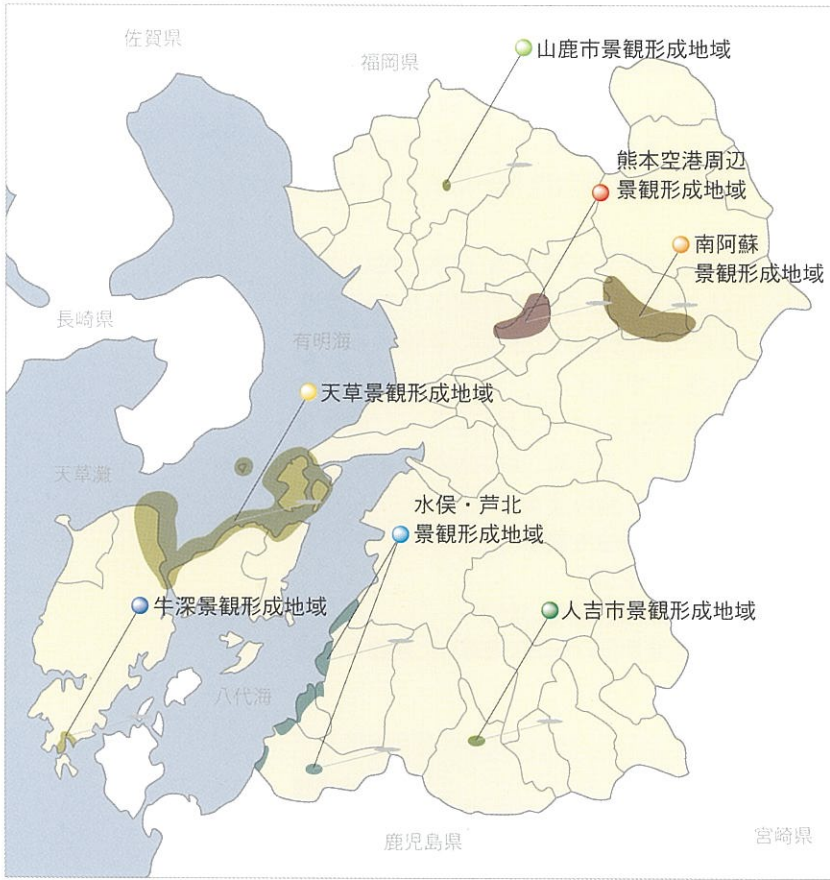 佐賀県
福岡県
山鹿市景観形成地域
熊本空港周辺
景観形成地域
南阿蘇
景観形成地域
長崎県
有明海
天草景観形成地域
天草灘
水俣・芦北
景観形成地域
牛深景観形成地域
人吉市景観形成地域
八代海
鹿児島県
宮崎県